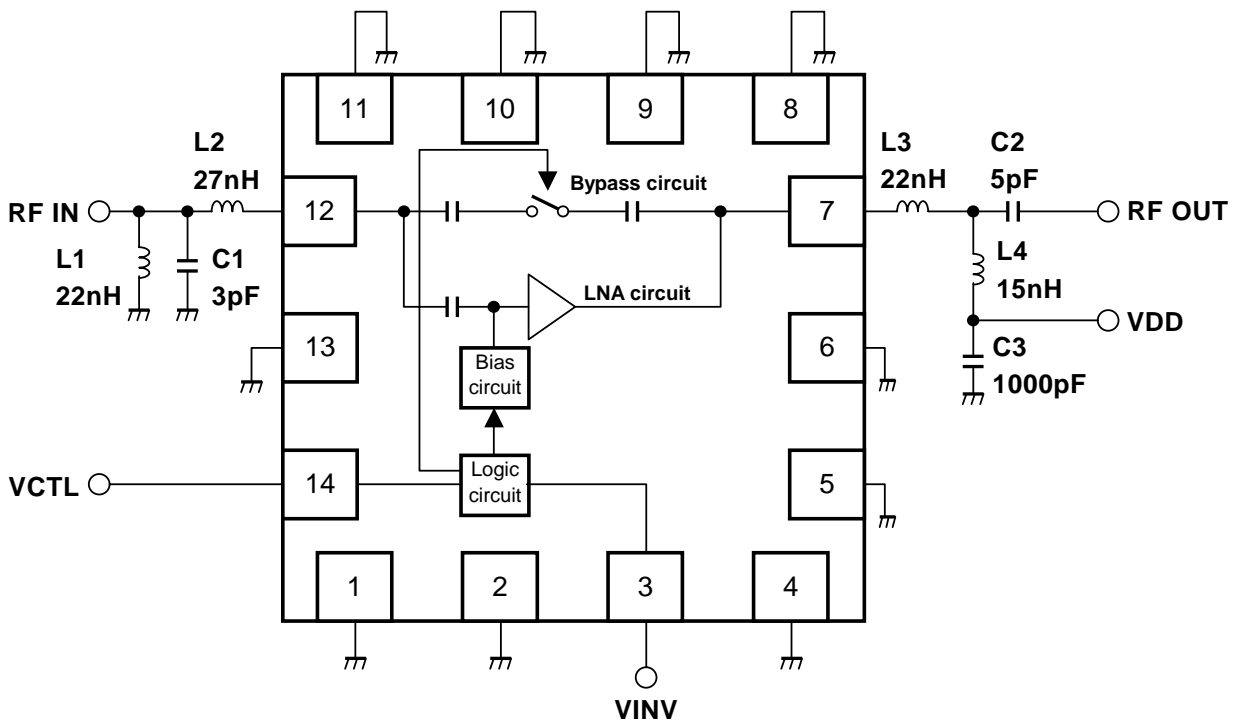 11
10
9
8
L2
27nH
L3
22nH
C2
5pF
RF IN
12
Bypass circuit
7
RF OUT
L1
22nH
C1
3pF
LNA circuit
L4
15nH
VDD
13
Bias
circuit
6
C3
1000pF
VCTL
14
Logic
circuit
5
1
2
3
4
VINV